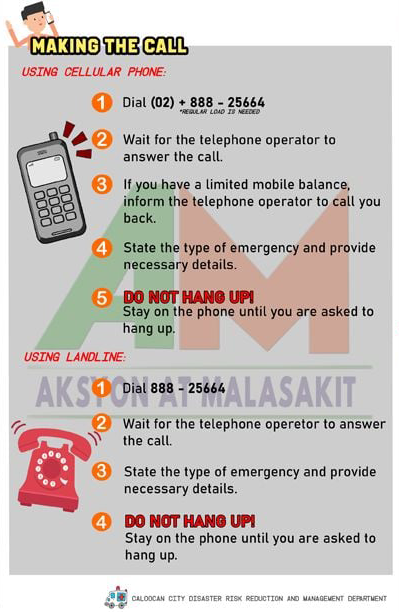 MAKING THE CALL
USING CELLULAR PHONE:
1 Dial (02) + 888 - 25664
*REGULAR LOAD IS NEEDED
2 Wait for the telephone operator to
answer the call.
3 If you have a limited mobile balance,
inform the telephone operator to call you
back.
4 State the type of emergency and provide
necessary details.
5 DO NOT HANG UP!
Stay on the phone until you are asked to
hang up.
USING LANDLINE:
AKSYON AT MALASAKIT
1 Dial 888 - 25664
2 Wait for the telephone operetor to answer
the call.
3 State the type of emergency and provide
necessary details.
4 DO NOT HANG UP!
Stay on the phone until you are asked to
hang up.
CALOOCAN CITY DISASTER RISK REDUCTION AND MANAGEMENT DEPARTMENT